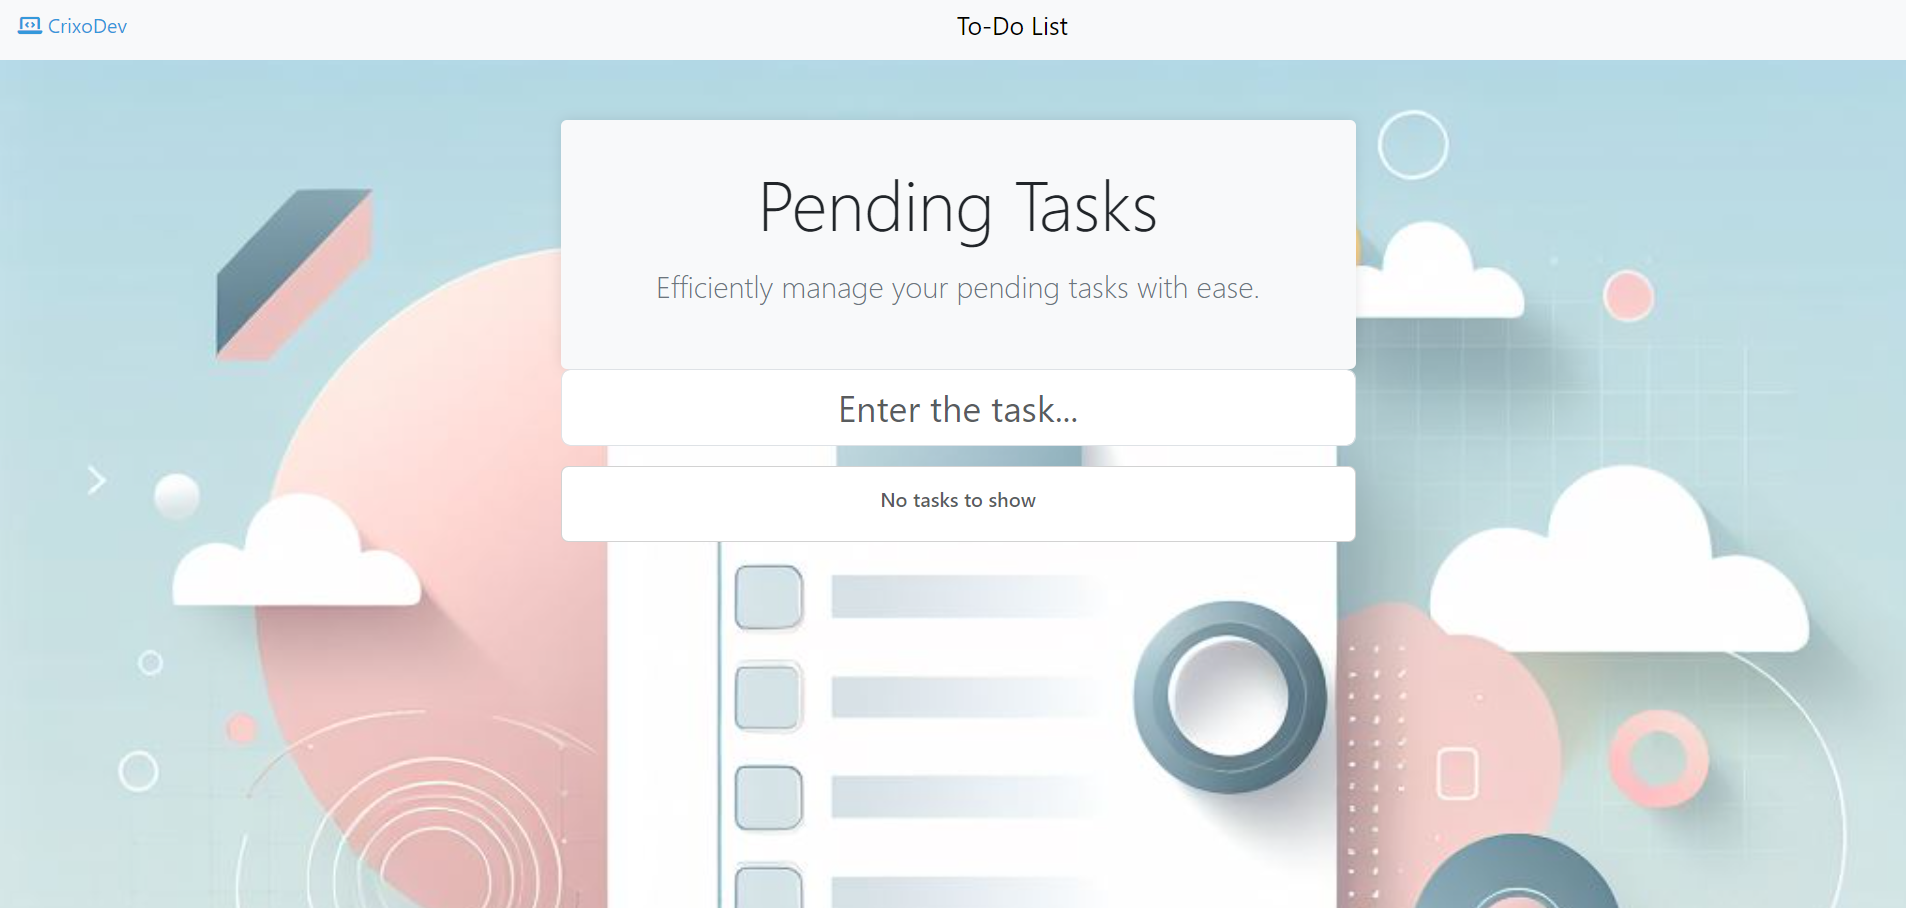 CrixoDev
To-Do List
Pending Tasks
Efficiently manage your pending tasks with ease.
Enter the task...
No tasks to show